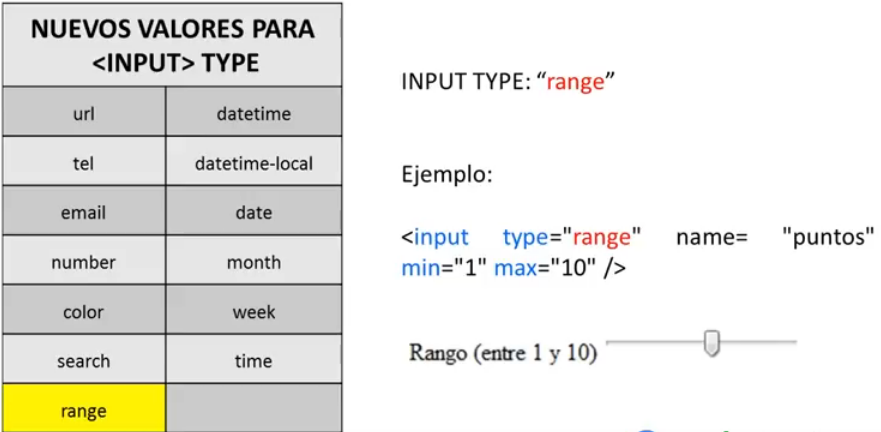 NUEVOS VALORES PARA
<INPUT> TYPE
url datetime
tel datetime-local
email date
number month
color week
search time
range
INPUT TYPE: “range”
Ejemplo:
<input type="range" name= "puntos"
min="1" max="10" />
Rango (entre 1 y 10)